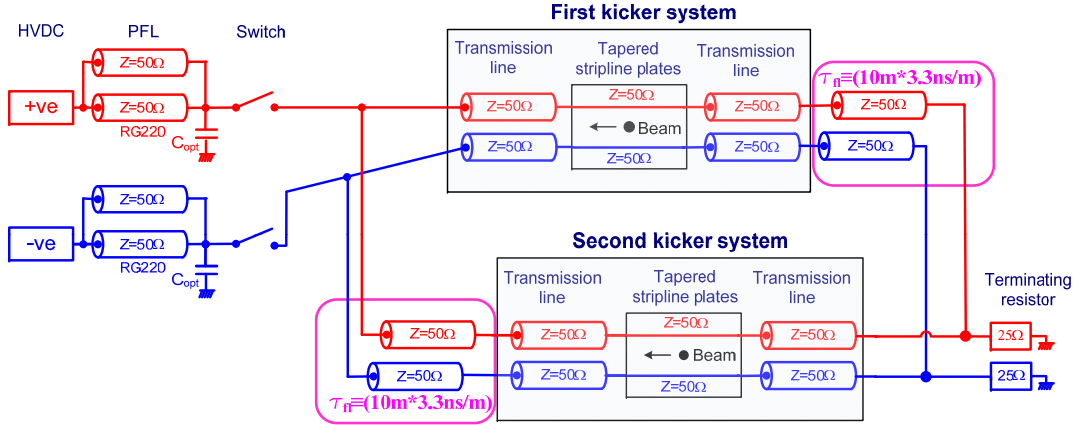 First kicker system
HVDC
PFL
Switch
Z=50Ω
+ve
Z=50Ω
RG220
Copt
Transmission
line
Tapered
stripline plates
Transmission
line
Z=50Ω
Z=50Ω
Z=50Ω
Beam
Z=50Ω
Z=50Ω
Z=50Ω
τfl≡(10m*3.3ns/m)
Z=50Ω
Z=50Ω
Z=50Ω
-ve
Z=50Ω
RG220
Copt
Second kicker system
Transmission
line
Tapered
stripline plates
Transmission
line
Terminating
resistor
Z=50Ω
Z=50Ω
Z=50Ω
Z=50Ω
25Ω
Beam
Z=50Ω
Z=50Ω
Z=50Ω
Z=50Ω
25Ω
τfl≡(10m*3.3ns/m)